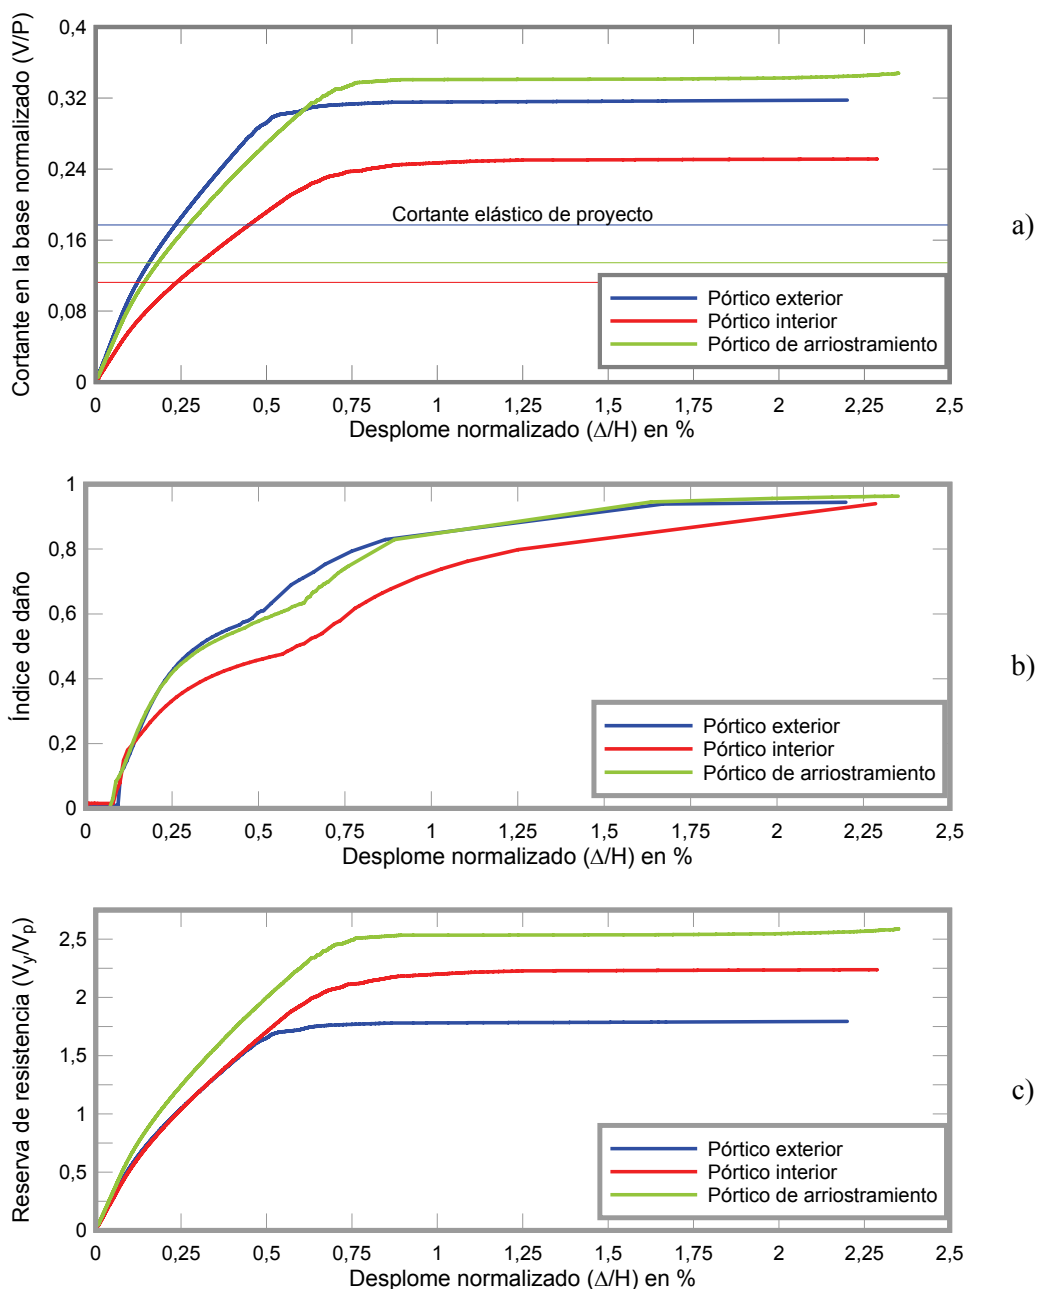 Cortante en la base normalizado (V/P)
0,4
0,32
0,24
0,16
0,08
0
Cortante elástico de proyecto
Pórtico exterior
Pórtico interior
Pórtico de arriostramiento
0 0,25 0,5 0,75 1 1,25 1,5 1,75 2 2,25 2,5
Desplome normalizado (Δ/H) en %
a)
Índice de daño
1
0,8
0,6
0,4
0,2
0
Pórtico exterior
Pórtico interior
Pórtico de arriostramiento
0 0,25 0,5 0,75 1 1,25 1,5 1,75 2 2,25 2,5
Desplome normalizado (Δ/H) en %
b)
Reserva de resistencia (Vy/Vp)
2,5
2
1,5
1
0,5
0
Pórtico exterior
Pórtico interior
Pórtico de arriostramiento
0 0,25 0,5 0,75 1 1,25 1,5 1,75 2 2,25 2,5
Desplome normalizado (Δ/H) en %
c)